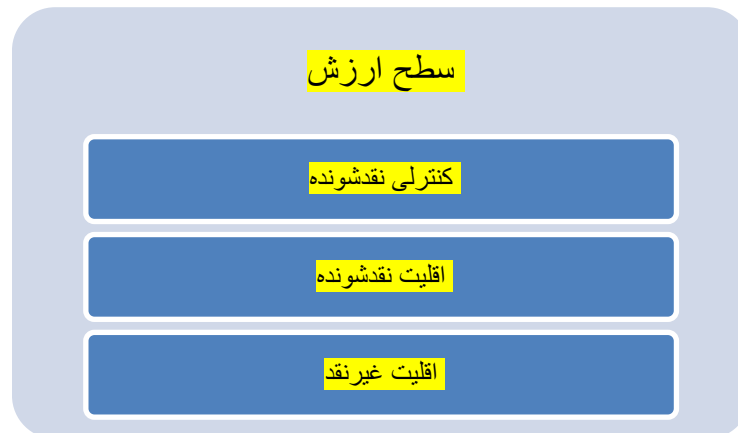 سطح ارزش
کنترلی نقدشونده
اقلیت نقدشونده
اقلیت غیرنقد